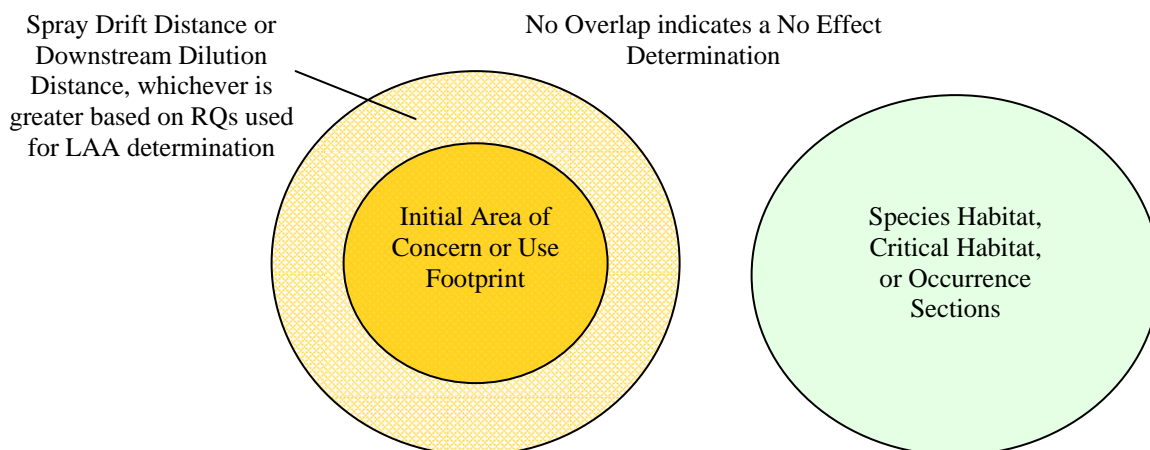 Spray Drift Distance or
Downstream Dilution
Distance, whichever is
greater based on RQs used
for LAA determination
No Overlap indicates a No Effect
Determination
Initial Area of
Concern or Use
Footprint
Species Habitat,
Critical Habitat,
or Occurrence
Sections